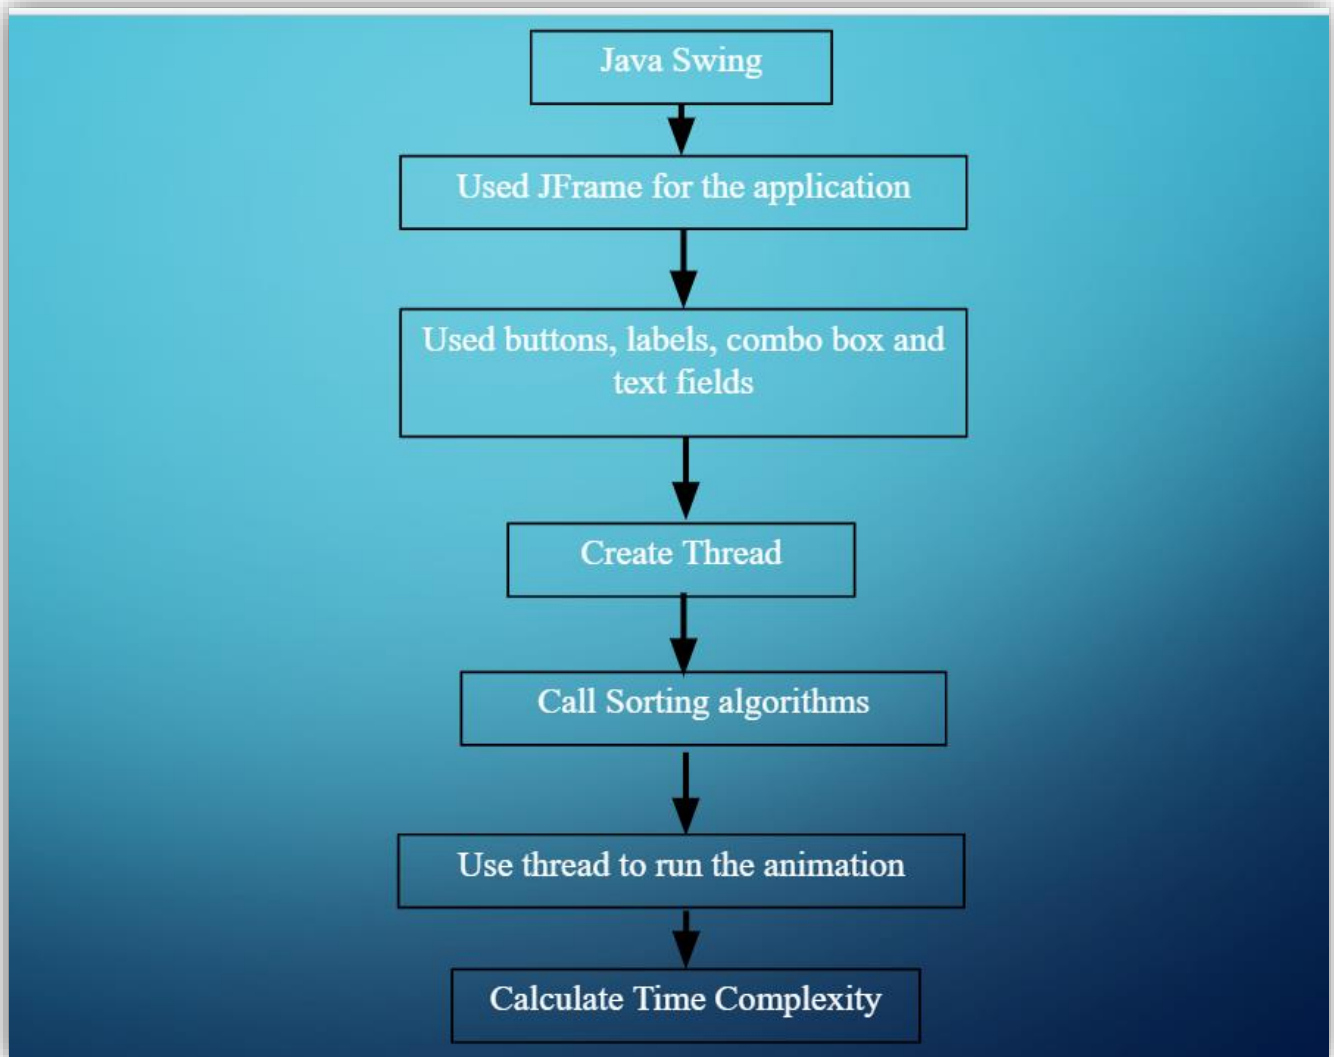 Java Swing
Used JFrame for the application
Used buttons, labels, combo box and
text fields
Create Thread
Call Sorting algorithms
Use thread to run the animation
Calculate Time Complexity